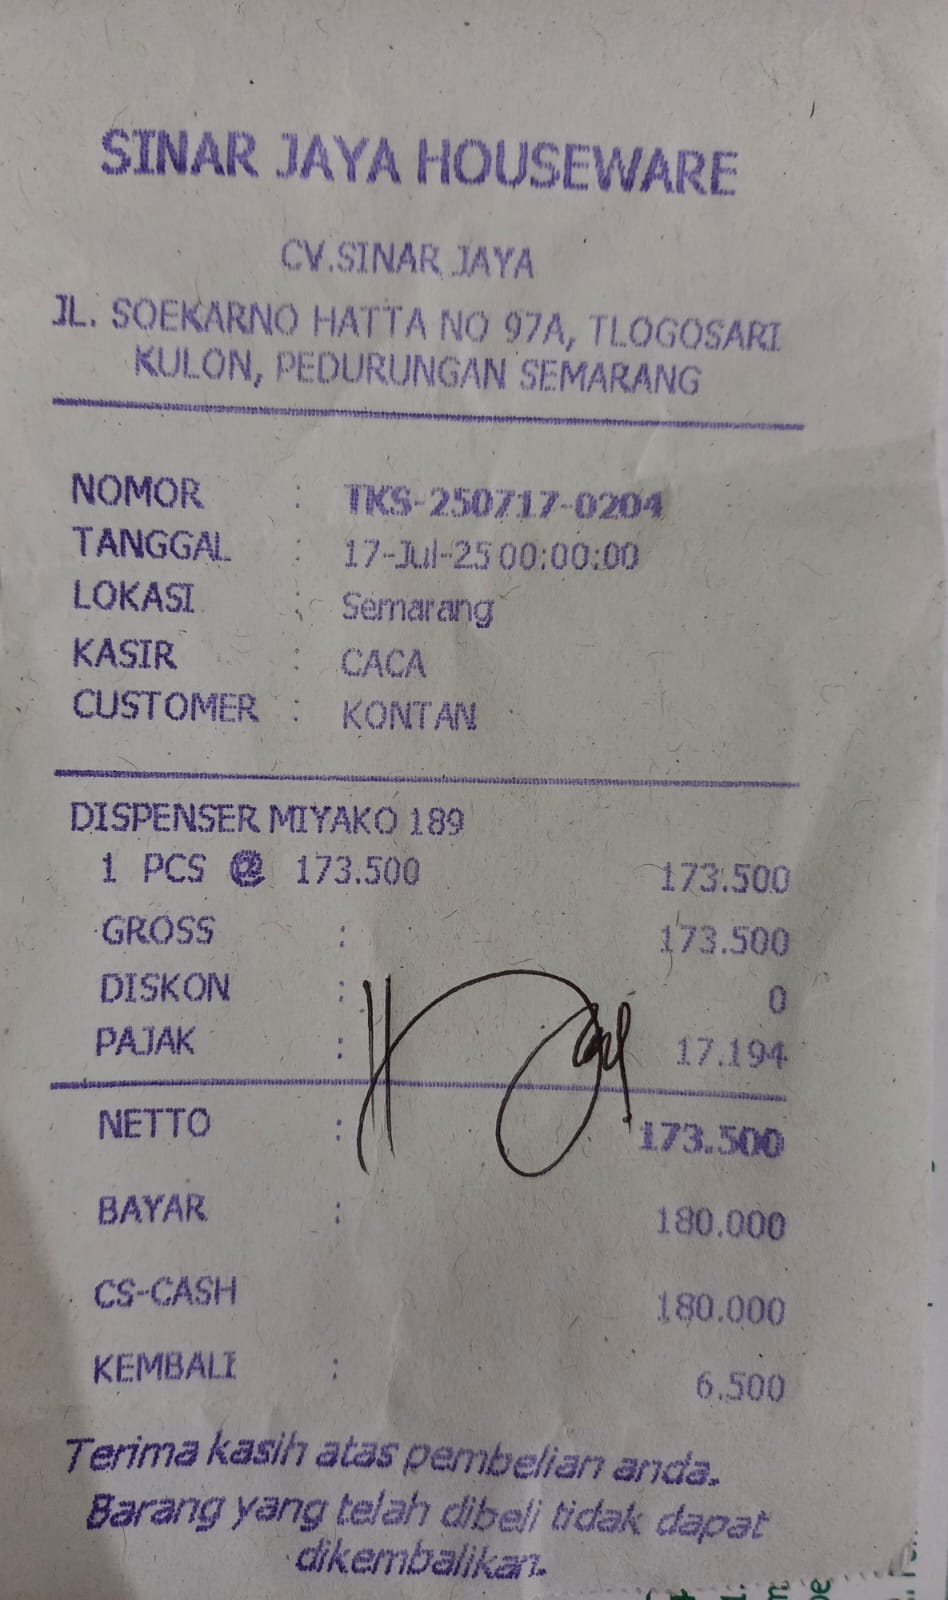 SINAR JAYA HOUSEWARE
CV.SINAR JAYA
JL. SOEKARNO HATTA NO 97A, TLOGOSARI
KULON, PEDURUNGAN SEMARANG
NOMOR : TKS-250717-0204
TANGGAL : 17-Jul-25 00:00:00
LOKASI : Semarang
KASIR : CACA
CUSTOMER : KONTAN
DISPENSER MIYAKO 189
1 PCS @ 173.500 173.500
GROSS : 173.500
DISKON : 0
PAJAK : 17.194
NETTO : 173.500
BAYAR : 180.000
CS-CASH 180.000
KEMBALI : 6.500
Terima kasih atas pembelian anda.
Barang yang telah dibeli tidak dapat
dikembalikan.